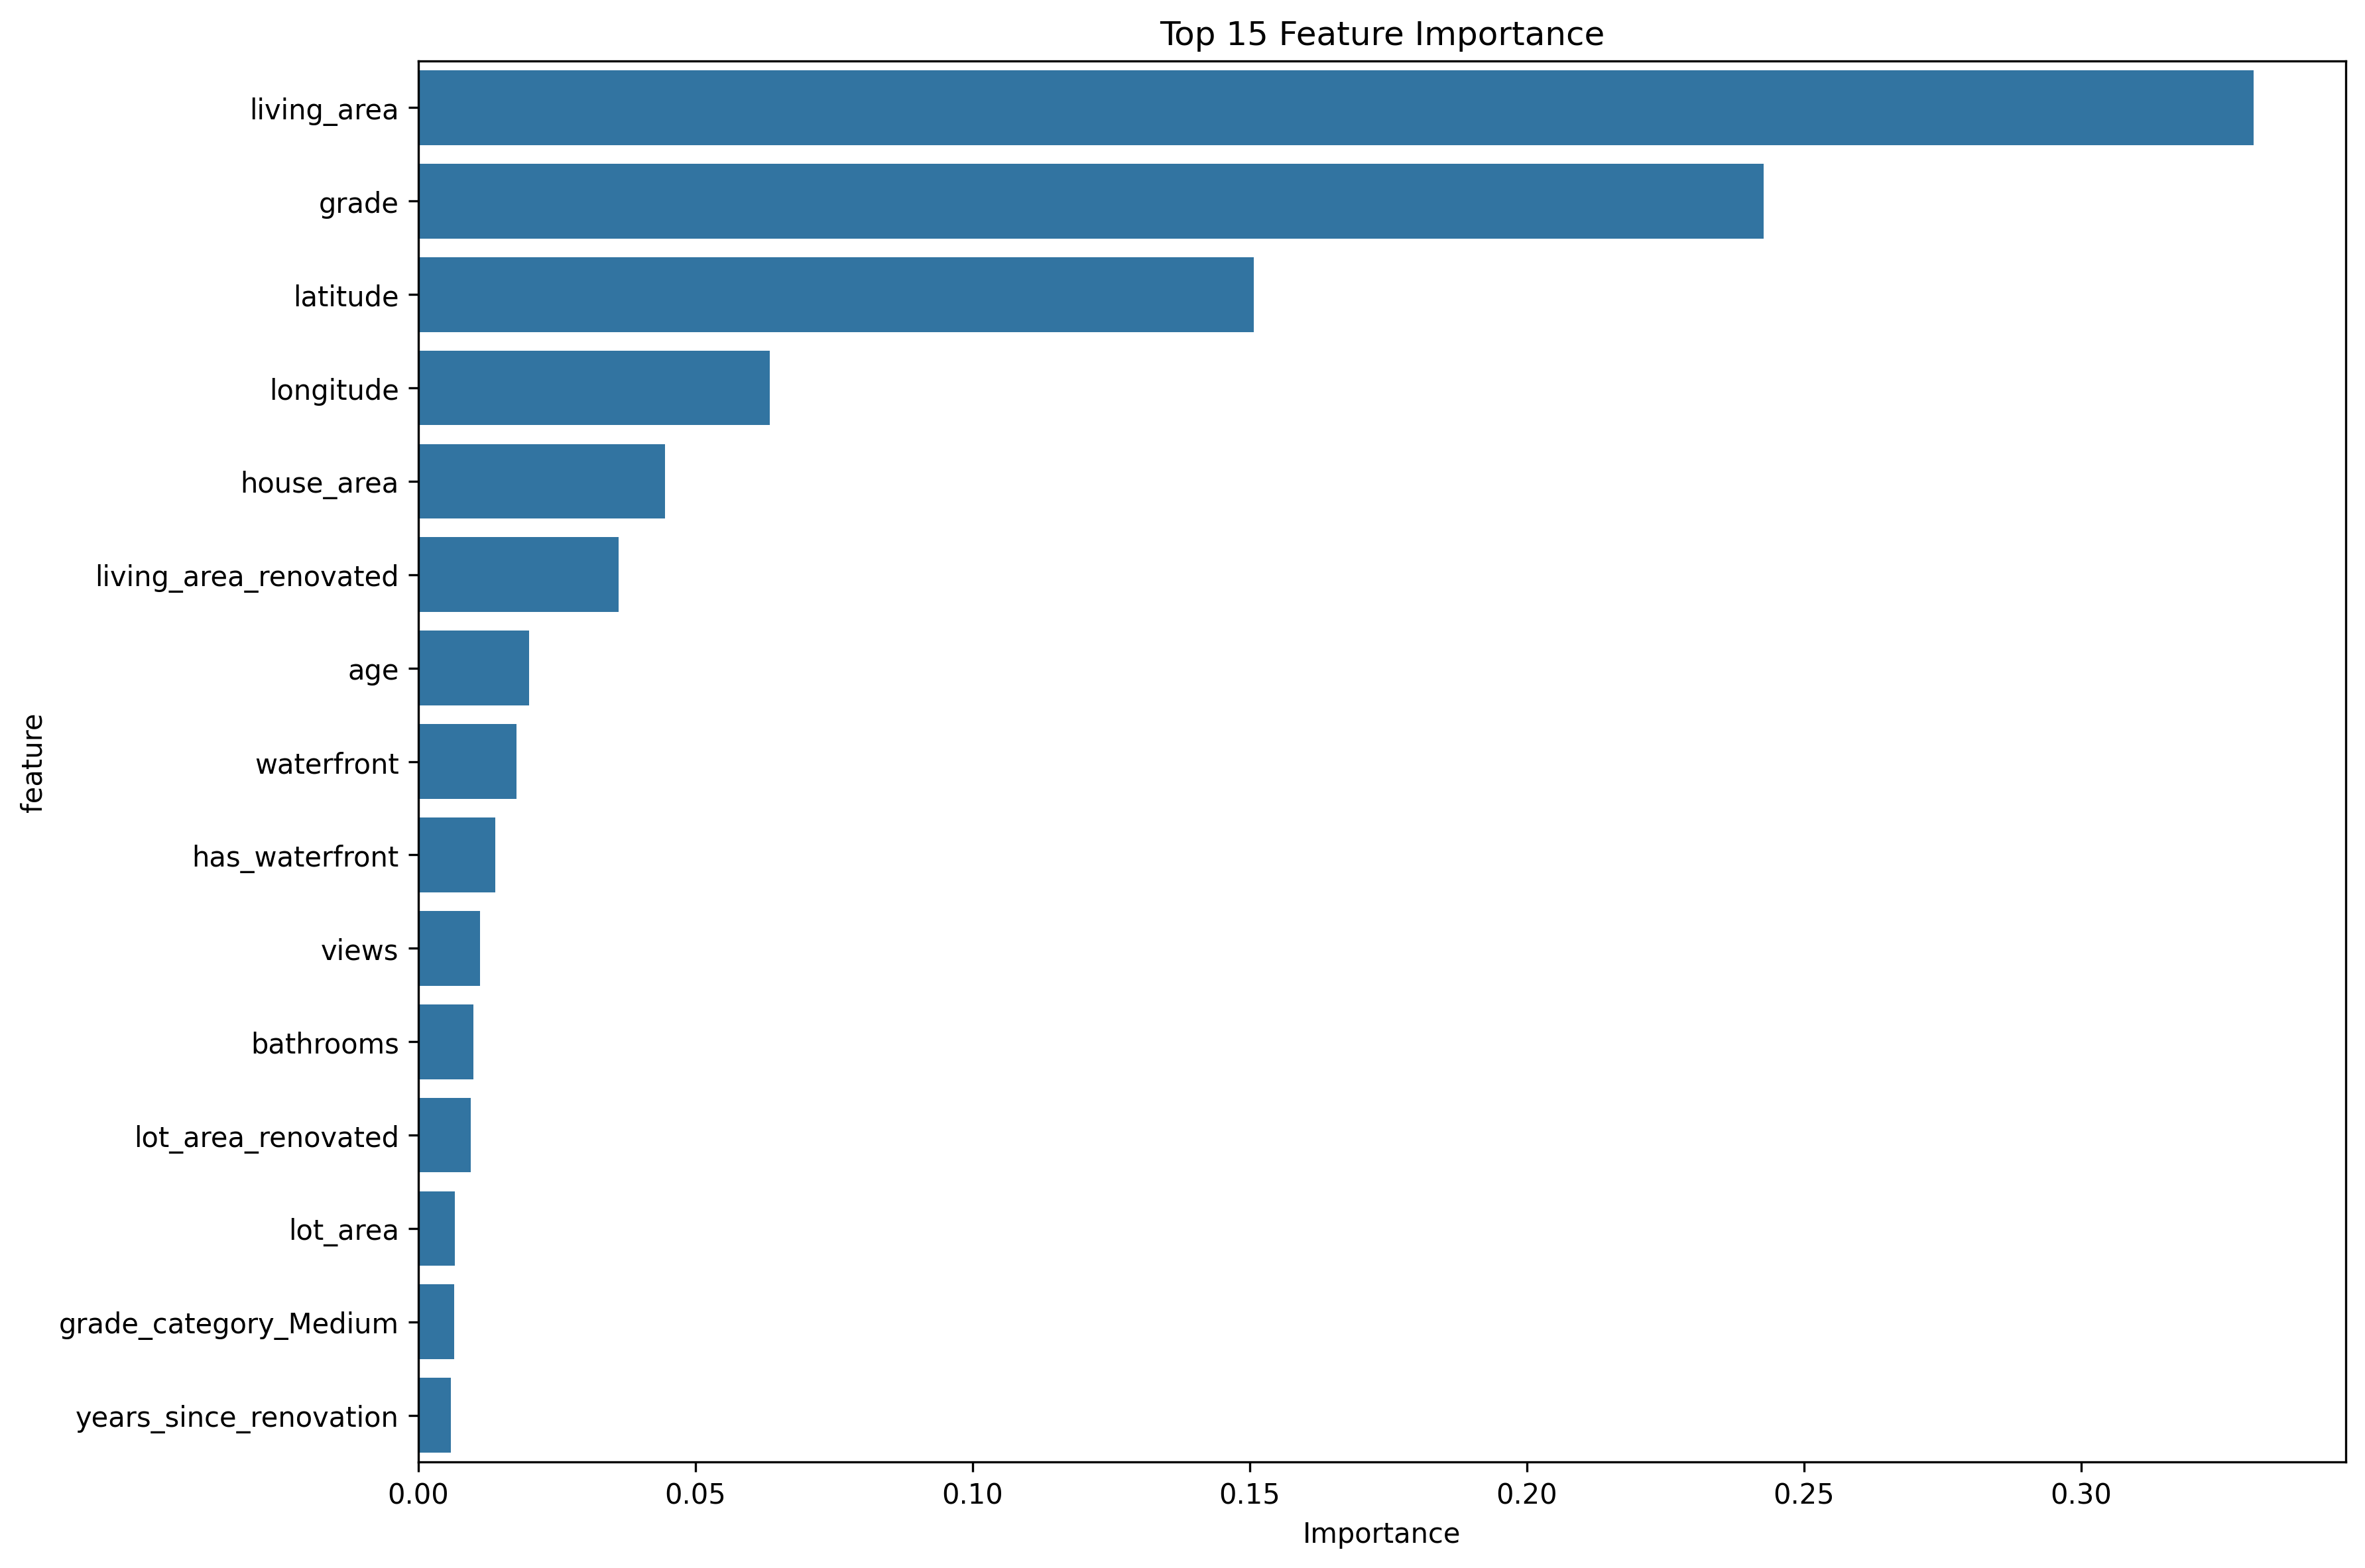 Top 15 Feature Importance
living_area
grade
latitude
longitude
house_area
living_area_renovated
age
waterfront
has_waterfront
views
bathrooms
lot_area_renovated
lot_area
grade_category_Medium
years_since_renovation
feature
0.00 0.05 0.10 0.15 0.20 0.25 0.30
Importance